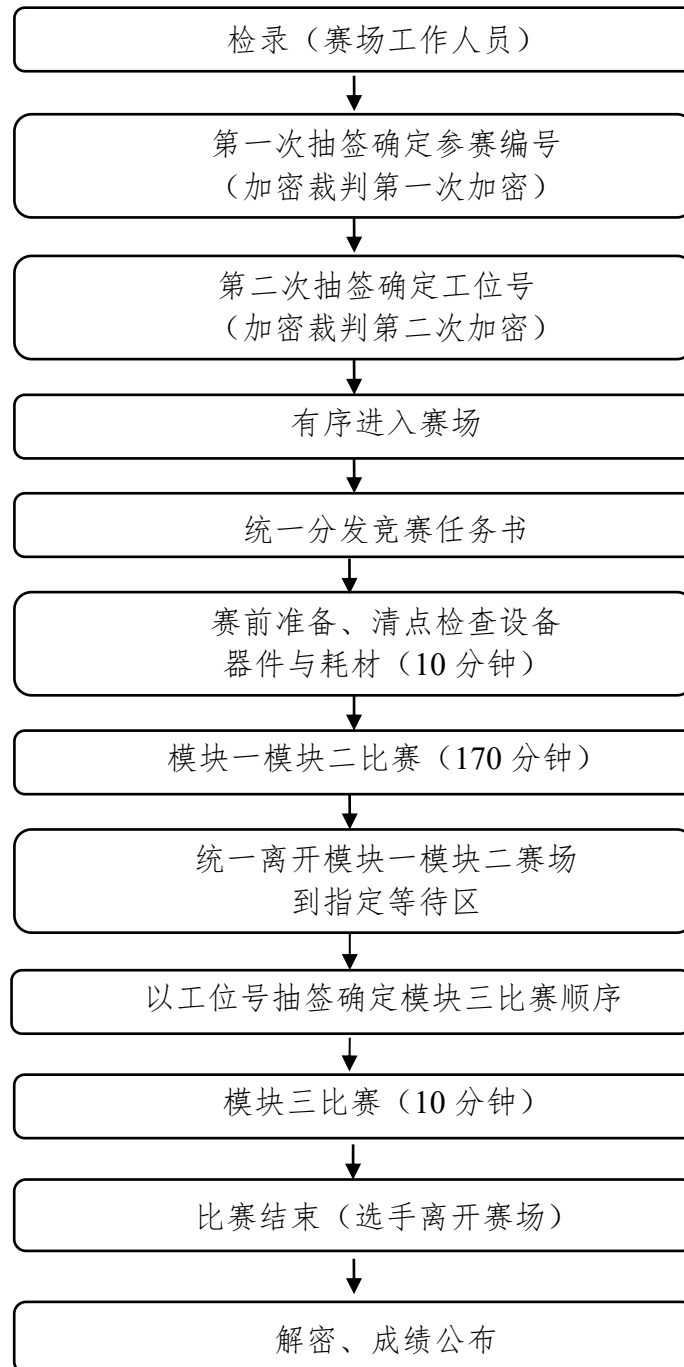 检录（赛场工作人员）
第一次抽签确定参赛编号
（加密裁判第一次加密）
第二次抽签确定工位号
（加密裁判第二次加密）
有序进入赛场
统一分发竞赛任务书
赛前准备、清点检查设备
器件与耗材（10 分钟）
模块一模块二比赛（170 分钟）
统一离开模块一模块二赛场
到指定等待区
以工位号抽签确定模块三比赛顺序
模块三比赛（10 分钟）
比赛结束（选手离开赛场）
解密、成绩公布